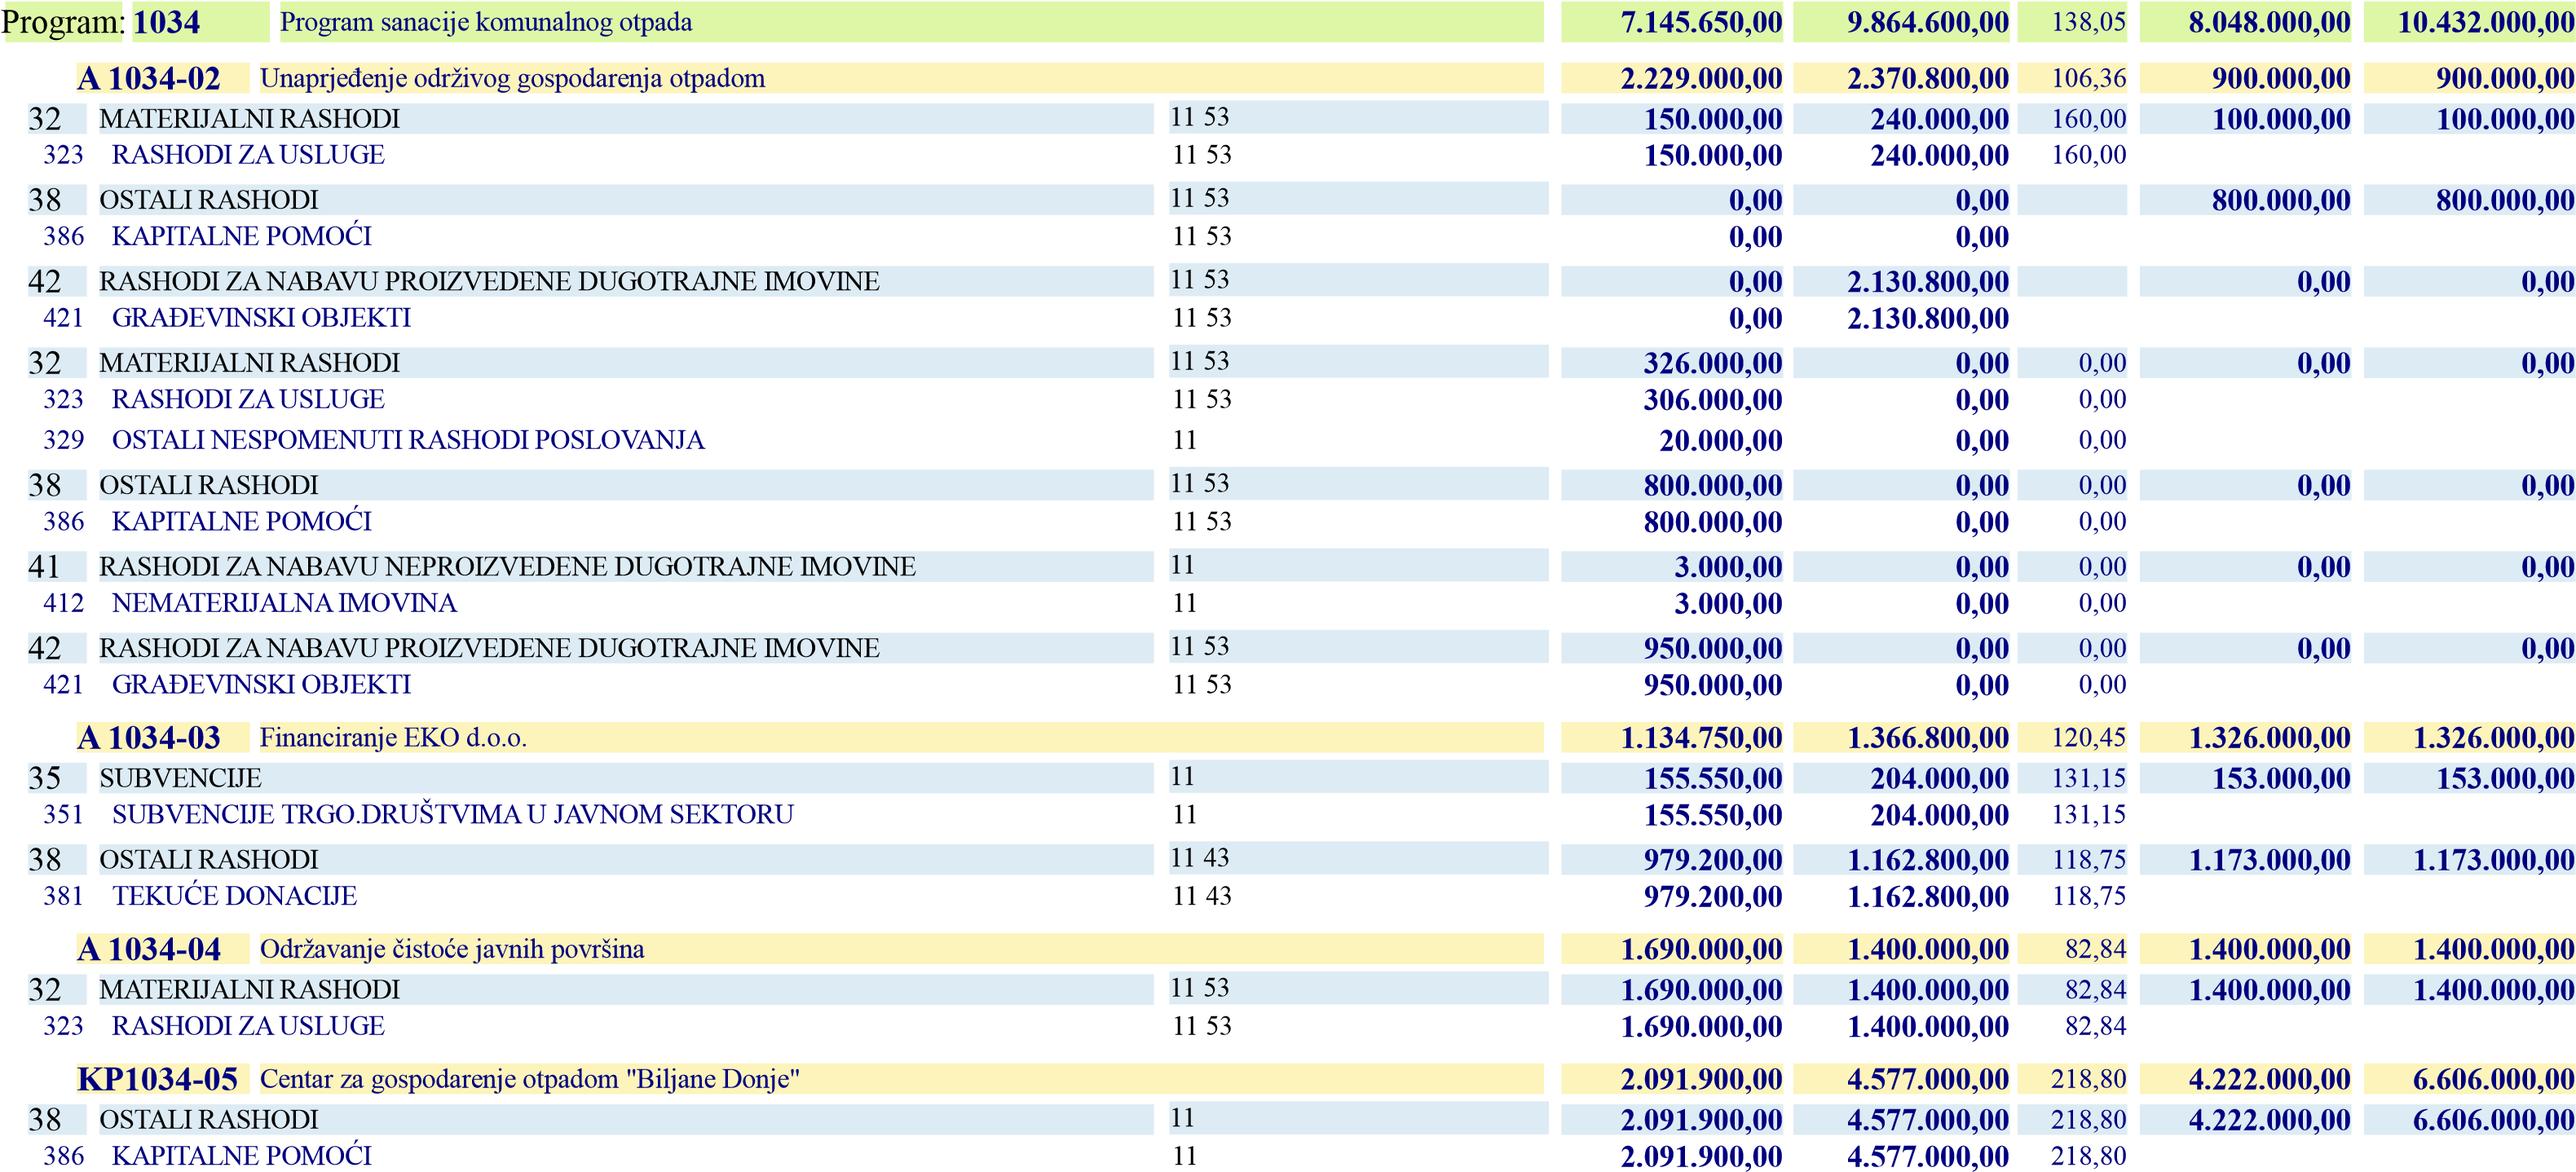 Program: 1034 Program sanacije komunalnog otpada 7.145.650,00 9.864.600,00 138,05 8.048.000,00 10.432.000,00
A 1034-02 Unaprjeđenje održivog gospodarenja otpadom 2.229.000,00 2.370.800,00 106,36 900.000,00 900.000,00
32 MATERIJALNI RASHODI 11 53 150.000,00 240.000,00 160,00 100.000,00 100.000,00
323 RASHODI ZA USLUGE 11 53 150.000,00 240.000,00 160,00
38 OSTALI RASHODI 11 53 0,00 0,00 800.000,00 800.000,00
386 KAPITALNE POMOĆI 11 53 0,00 0,00
42 RASHODI ZA NABAVU PROIZVEDENE DUGOTRAJNE IMOVINE 11 53 0,00 2.130.800,00 0,00 0,00
421 GRAĐEVINSKI OBJEKTI 11 53 0,00 2.130.800,00
32 MATERIJALNI RASHODI 11 53 326.000,00 0,00 0,00 0,00 0,00
323 RASHODI ZA USLUGE 11 53 306.000,00 0,00 0,00
329 OSTALI NESPOMENUTI RASHODI POSLOVANJA 11 20.000,00 0,00 0,00
38 OSTALI RASHODI 11 53 800.000,00 0,00 0,00 0,00 0,00
386 KAPITALNE POMOĆI 11 53 800.000,00 0,00 0,00
41 RASHODI ZA NABAVU NEPROIZVEDENE DUGOTRAJNE IMOVINE 11 3.000,00 0,00 0,00 0,00 0,00
412 NEMATERIJALNA IMOVINA 11 3.000,00 0,00 0,00
42 RASHODI ZA NABAVU PROIZVEDENE DUGOTRAJNE IMOVINE 11 53 950.000,00 0,00 0,00 0,00 0,00
421 GRAĐEVINSKI OBJEKTI 11 53 950.000,00 0,00 0,00
A 1034-03 Financiranje EKO d.o.o. 1.134.750,00 1.366.800,00 120,45 1.326.000,00 1.326.000,00
35 SUBVENCIJE 11 155.550,00 204.000,00 131,15 153.000,00 153.000,00
351 SUBVENCIJE TRGO.DRUŠTVIMA U JAVNOM SEKTORU 11 155.550,00 204.000,00 131,15
38 OSTALI RASHODI 11 43 979.200,00 1.162.800,00 118,75 1.173.000,00 1.173.000,00
381 TEKUĆE DONACIJE 11 43 979.200,00 1.162.800,00 118,75
A 1034-04 Održavanje čistoće javnih površina 1.690.000,00 1.400.000,00 82,84 1.400.000,00 1.400.000,00
32 MATERIJALNI RASHODI 11 53 1.690.000,00 1.400.000,00 82,84 1.400.000,00 1.400.000,00
323 RASHODI ZA USLUGE 11 53 1.690.000,00 1.400.000,00 82,84
KP1034-05 Centar za gospodarenje otpadom "Biljane Donje" 2.091.900,00 4.577.000,00 218,80 4.222.000,00 6.606.000,00
38 OSTALI RASHODI 11 2.091.900,00 4.577.000,00 218,80 4.222.000,00 6.606.000,00
386 KAPITALNE POMOĆI 11 2.091.900,00 4.577.000,00 218,80